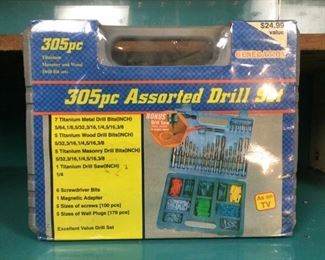 305pc
Titanium
Masonry and Wood
Drill Bit sets
$24.99
value
305pc Assorted Drill Set
7 Titanium Metal Drill Bits(INCH)
5/64,1/8,5/32,3/16,1/4,5/16,3/8
5 Titanium Wood Drill Bits(INCH)
5/32,3/16,1/4,5/16,3/8
5 Titanium Masonry Drill Bits(INCH)
5/32,3/16,1/4,5/16,3/8
1 Titanium Drill Saw(INCH)
1/4
6 Screwdriver Bits
1 Magnetic Adapter
5 Sizes of screws [100 pcs]
5 Sizes of Wall Plugs [179 pcs]
Excellent Value Drill Set
BONUS
Drill Saw
As on
TV